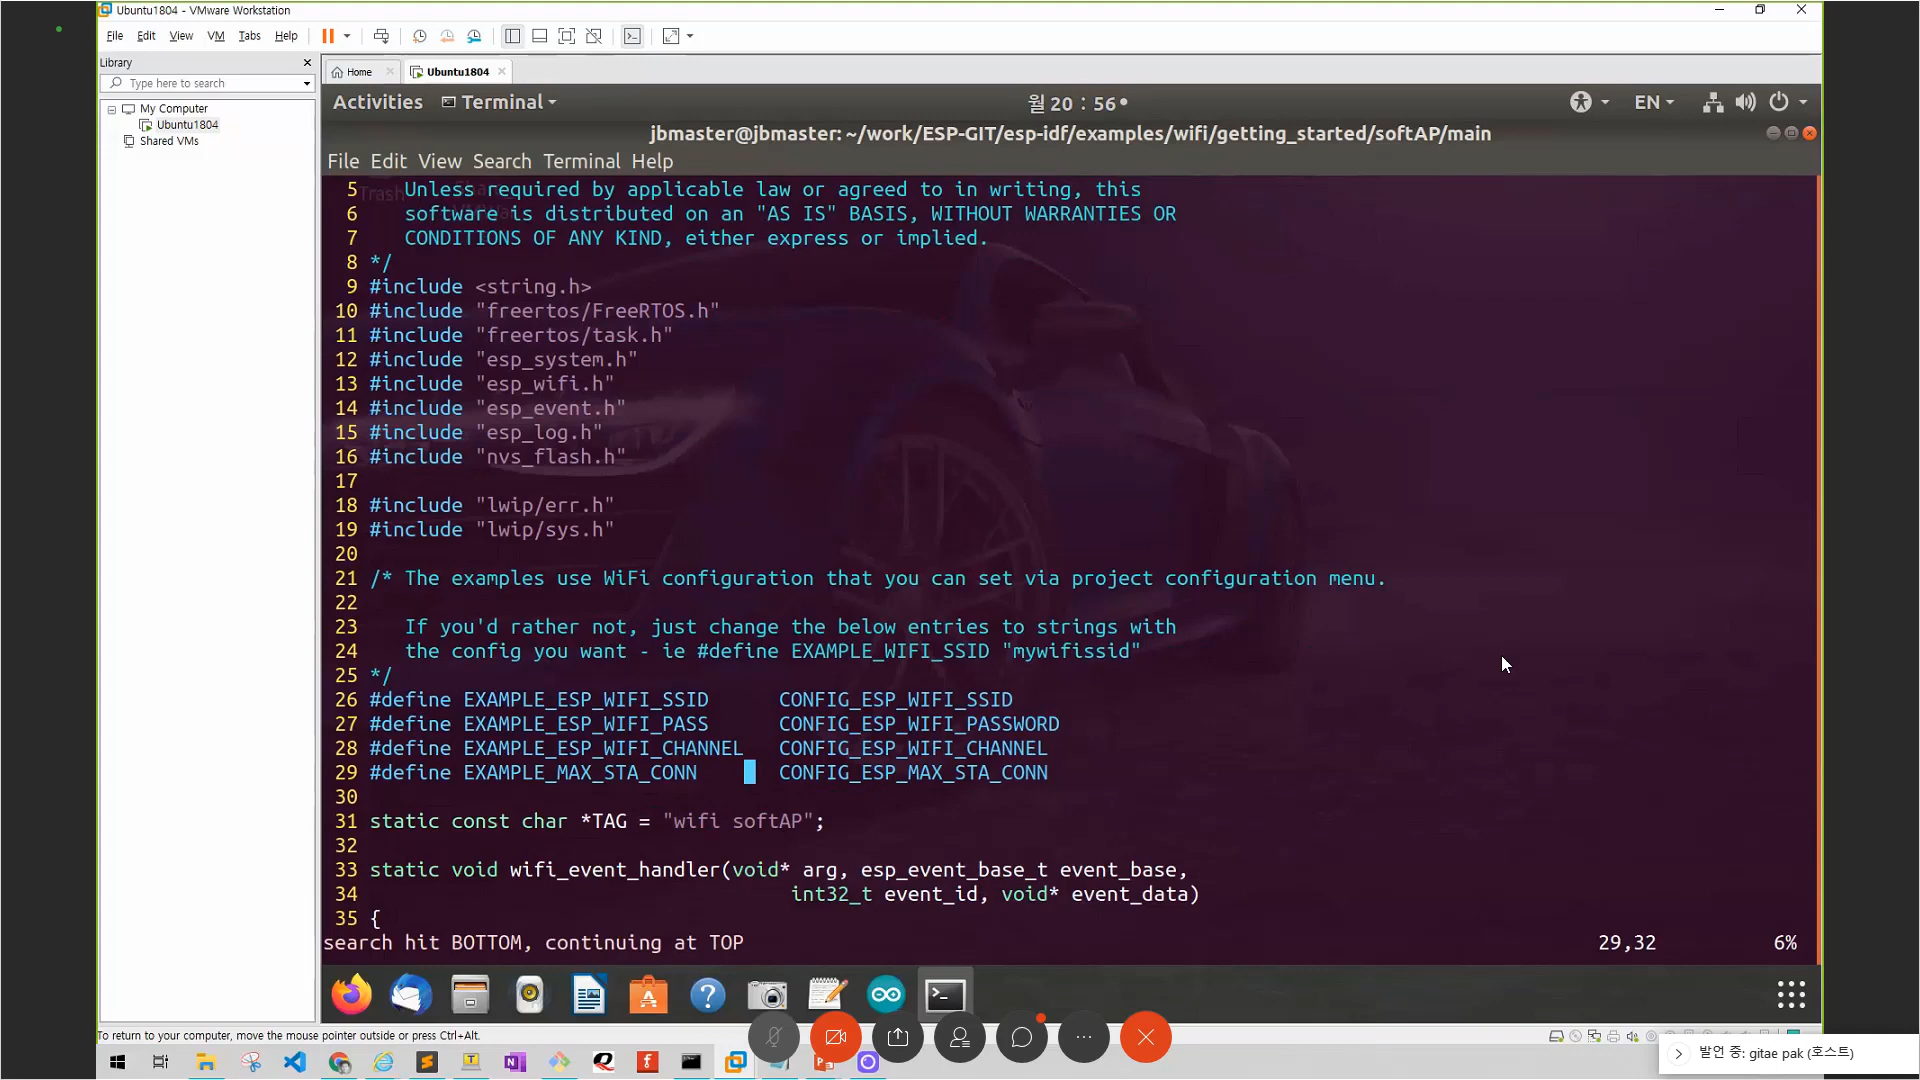 Ubuntu1804 - VMware Workstation
File Edit View VM Tabs Help
Library
Type here to search
My Computer
Ubuntu1804
Shared VMs
Home
Ubuntu1804
Activities Terminal 월 20 : 56 EN
jbmaster@jbmaster: ~/work/ESP-GIT/esp-idf/examples/wifi/getting_started/softAP/main
File Edit View Search Terminal Help
5    Unless required by applicable law or agreed to in writing, this
6    software is distributed on an "AS IS" BASIS, WITHOUT WARRANTIES OR
7    CONDITIONS OF ANY KIND, either express or implied.
8 */
9 #include <string.h>
10 #include "freertos/FreeRTOS.h"
11 #include "freertos/task.h"
12 #include "esp_system.h"
13 #include "esp_wifi.h"
14 #include "esp_event.h"
15 #include "esp_log.h"
16 #include "nvs_flash.h"
17
18 #include "lwip/err.h"
19 #include "lwip/sys.h"
20
21 /* The examples use WiFi configuration that you can set via project configuration menu.
22
23    If you'd rather not, just change the below entries to strings with
24    the config you want - ie #define EXAMPLE_WIFI_SSID "mywifissid"
25 */
26 #define EXAMPLE_ESP_WIFI_SSID      CONFIG_ESP_WIFI_SSID
27 #define EXAMPLE_ESP_WIFI_PASS      CONFIG_ESP_WIFI_PASSWORD
28 #define EXAMPLE_ESP_WIFI_CHANNEL   CONFIG_ESP_WIFI_CHANNEL
29 #define EXAMPLE_MAX_STA_CONN       CONFIG_ESP_MAX_STA_CONN
30
31 static const char *TAG = "wifi softAP";
32
33 static void wifi_event_handler(void* arg, esp_event_base_t event_base,
34                                     int32_t event_id, void* event_data)
35 {
search hit BOTTOM, continuing at TOP 29,32 6%
To return to your computer, move the mouse pointer outside or press Ctrl+Alt.
발언 중: gitae pak (호스트)